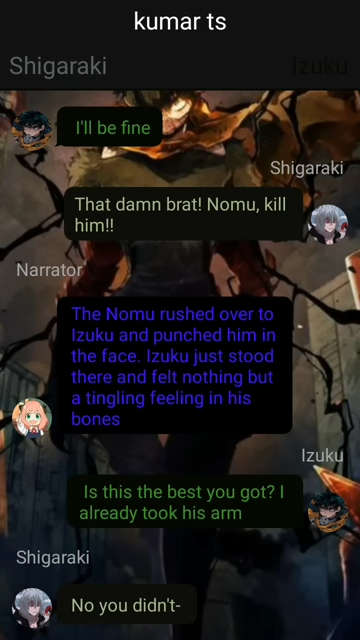 kumar ts
Shigaraki
Izuku
I'll be fine
Shigaraki
That damn brat! Nomu, kill
him!!
Narrator
The Nomu rushed over to
Izuku and punched him in
the face. Izuku just stood
there and felt nothing but
a tingling feeling in his
bones
Izuku
Is this the best you got? I
already took his arm
Shigaraki
No you didn't-